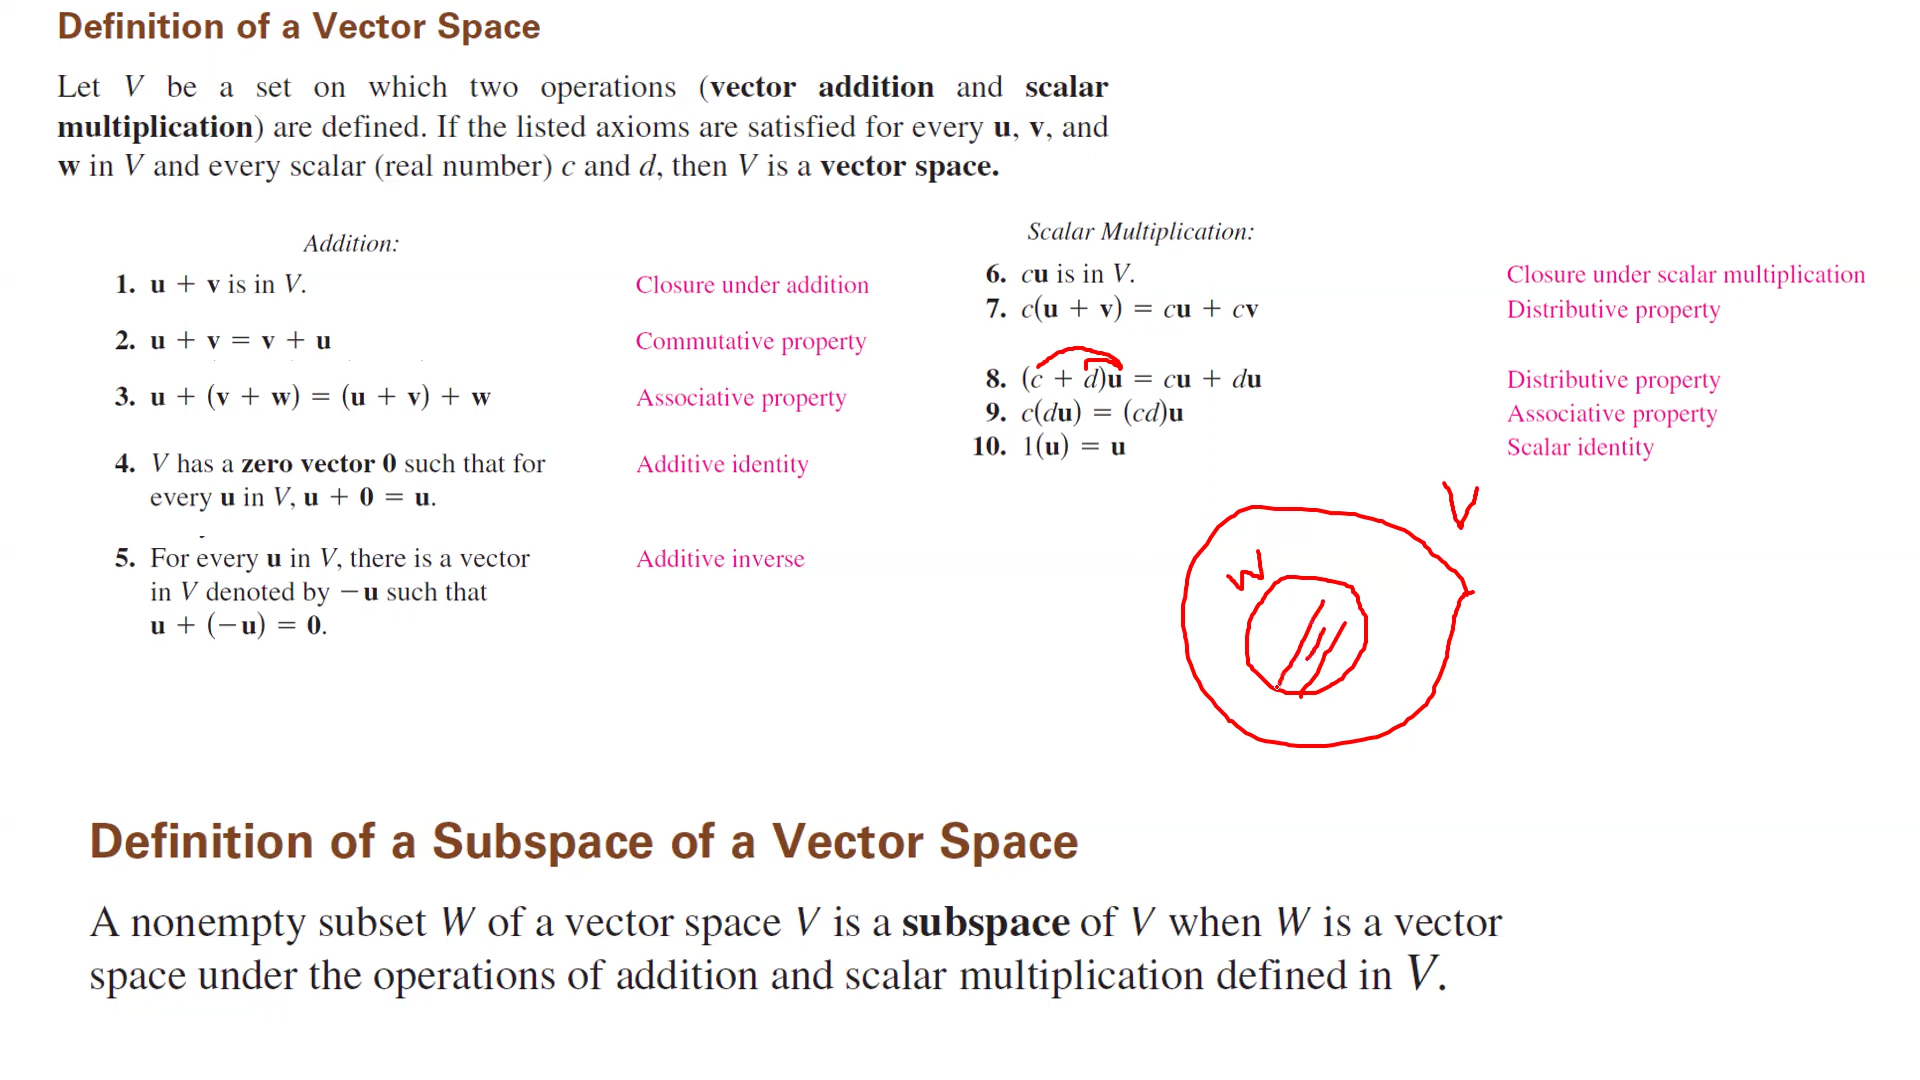 Definition of a Vector Space
Let V be a set on which two operations (vector addition and scalar
multiplication) are defined. If the listed axioms are satisfied for every u, v, and
w in V and every scalar (real number) c and d, then V is a vector space.
Addition:
1. u + v is in V. Closure under addition
2. u + v = v + u Commutative property
3. u + (v + w) = (u + v) + w Associative property
4. V has a zero vector 0 such that for Additive identity
every u in V, u + 0 = u.
5. For every u in V, there is a vector Additive inverse
in V denoted by −u such that
u + (−u) = 0.
Scalar Multiplication:
6. cu is in V. Closure under scalar multiplication
7. c(u + v) = cu + cv Distributive property
8. (c + d)u = cu + du Distributive property
9. c(du) = (cd)u Associative property
10. 1(u) = u Scalar identity
V
W
Definition of a Subspace of a Vector Space
A nonempty subset W of a vector space V is a subspace of V when W is a vector
space under the operations of addition and scalar multiplication defined in V.